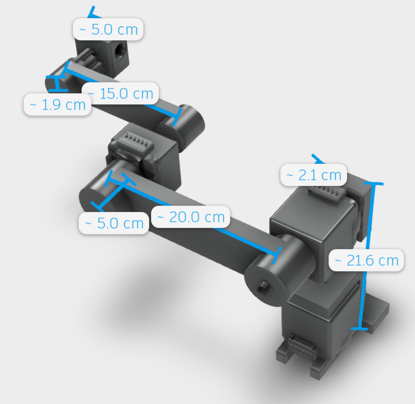 ~ 5.0 cm
~ 15.0 cm
~ 1.9 cm
~ 2.1 cm
~ 5.0 cm
~ 20.0 cm
~ 21.6 cm